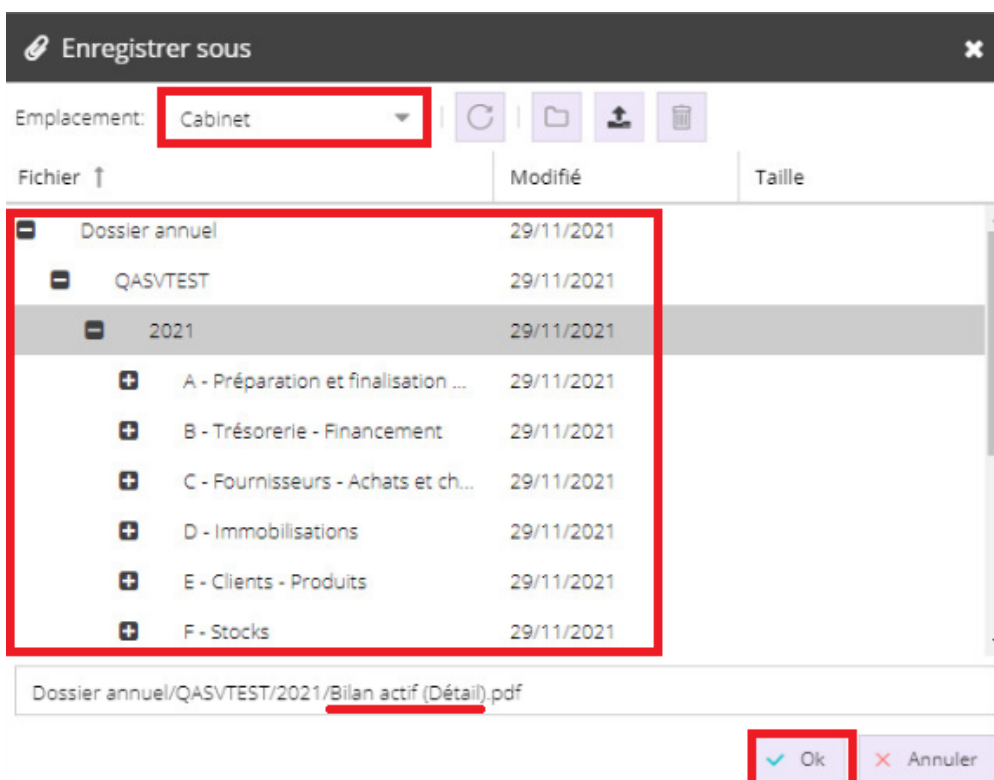 Enregistrer sous
Emplacement: Cabinet
Fichier Modifié Taille
Dossier annuel 29/11/2021
QASVTEST 29/11/2021
2021 29/11/2021
A - Préparation et finalisation ... 29/11/2021
B - Trésorerie - Financement 29/11/2021
C - Fournisseurs - Achats et ch... 29/11/2021
D - Immobilisations 29/11/2021
E - Clients - Produits 29/11/2021
F - Stocks 29/11/2021
Dossier annuel/QASVTEST/2021/Bilan actif (Détail).pdf
Ok Annuler